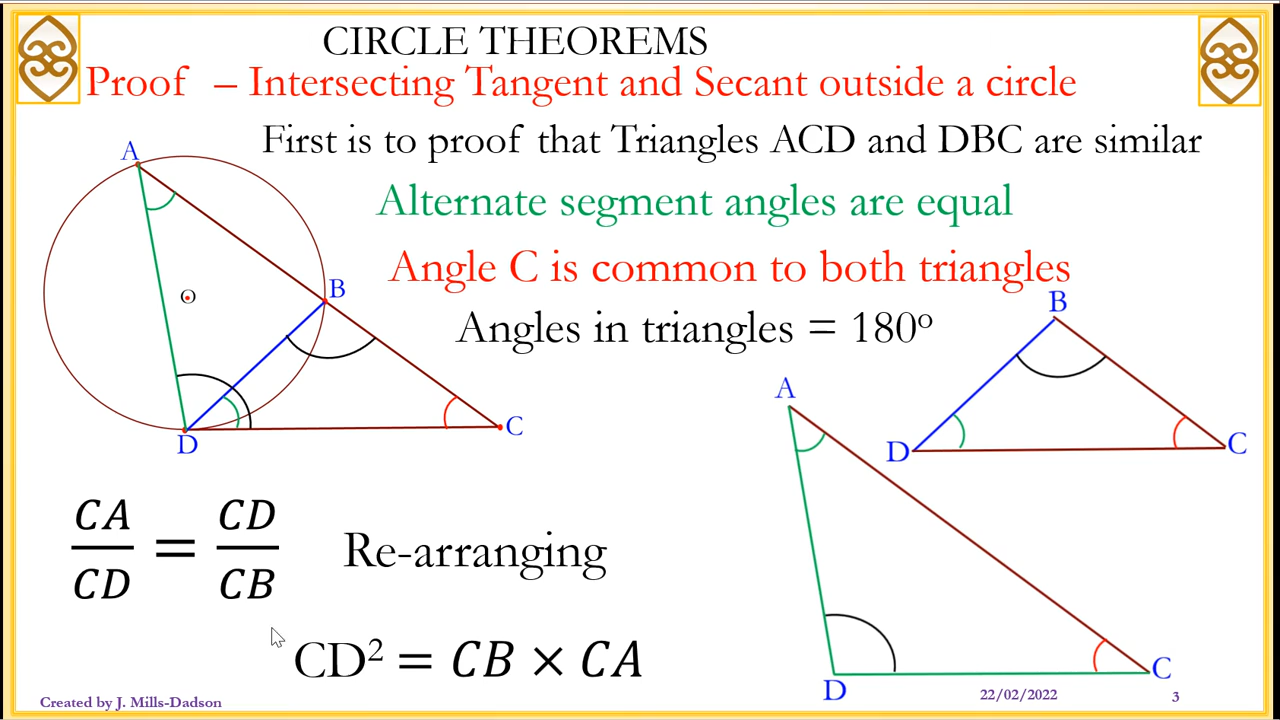 CIRCLE THEOREMS
Proof – Intersecting Tangent and Secant outside a circle
First is to proof that Triangles ACD and DBC are similar
Alternate segment angles are equal
Angle C is common to both triangles
Angles in triangles = 180º
A
O
B
D
C
B
D
C
A
D
C
CA/CD = CD/CB
Re-arranging
CD² = CB × CA
Created by J. Mills-Dadson
22/02/2022
3